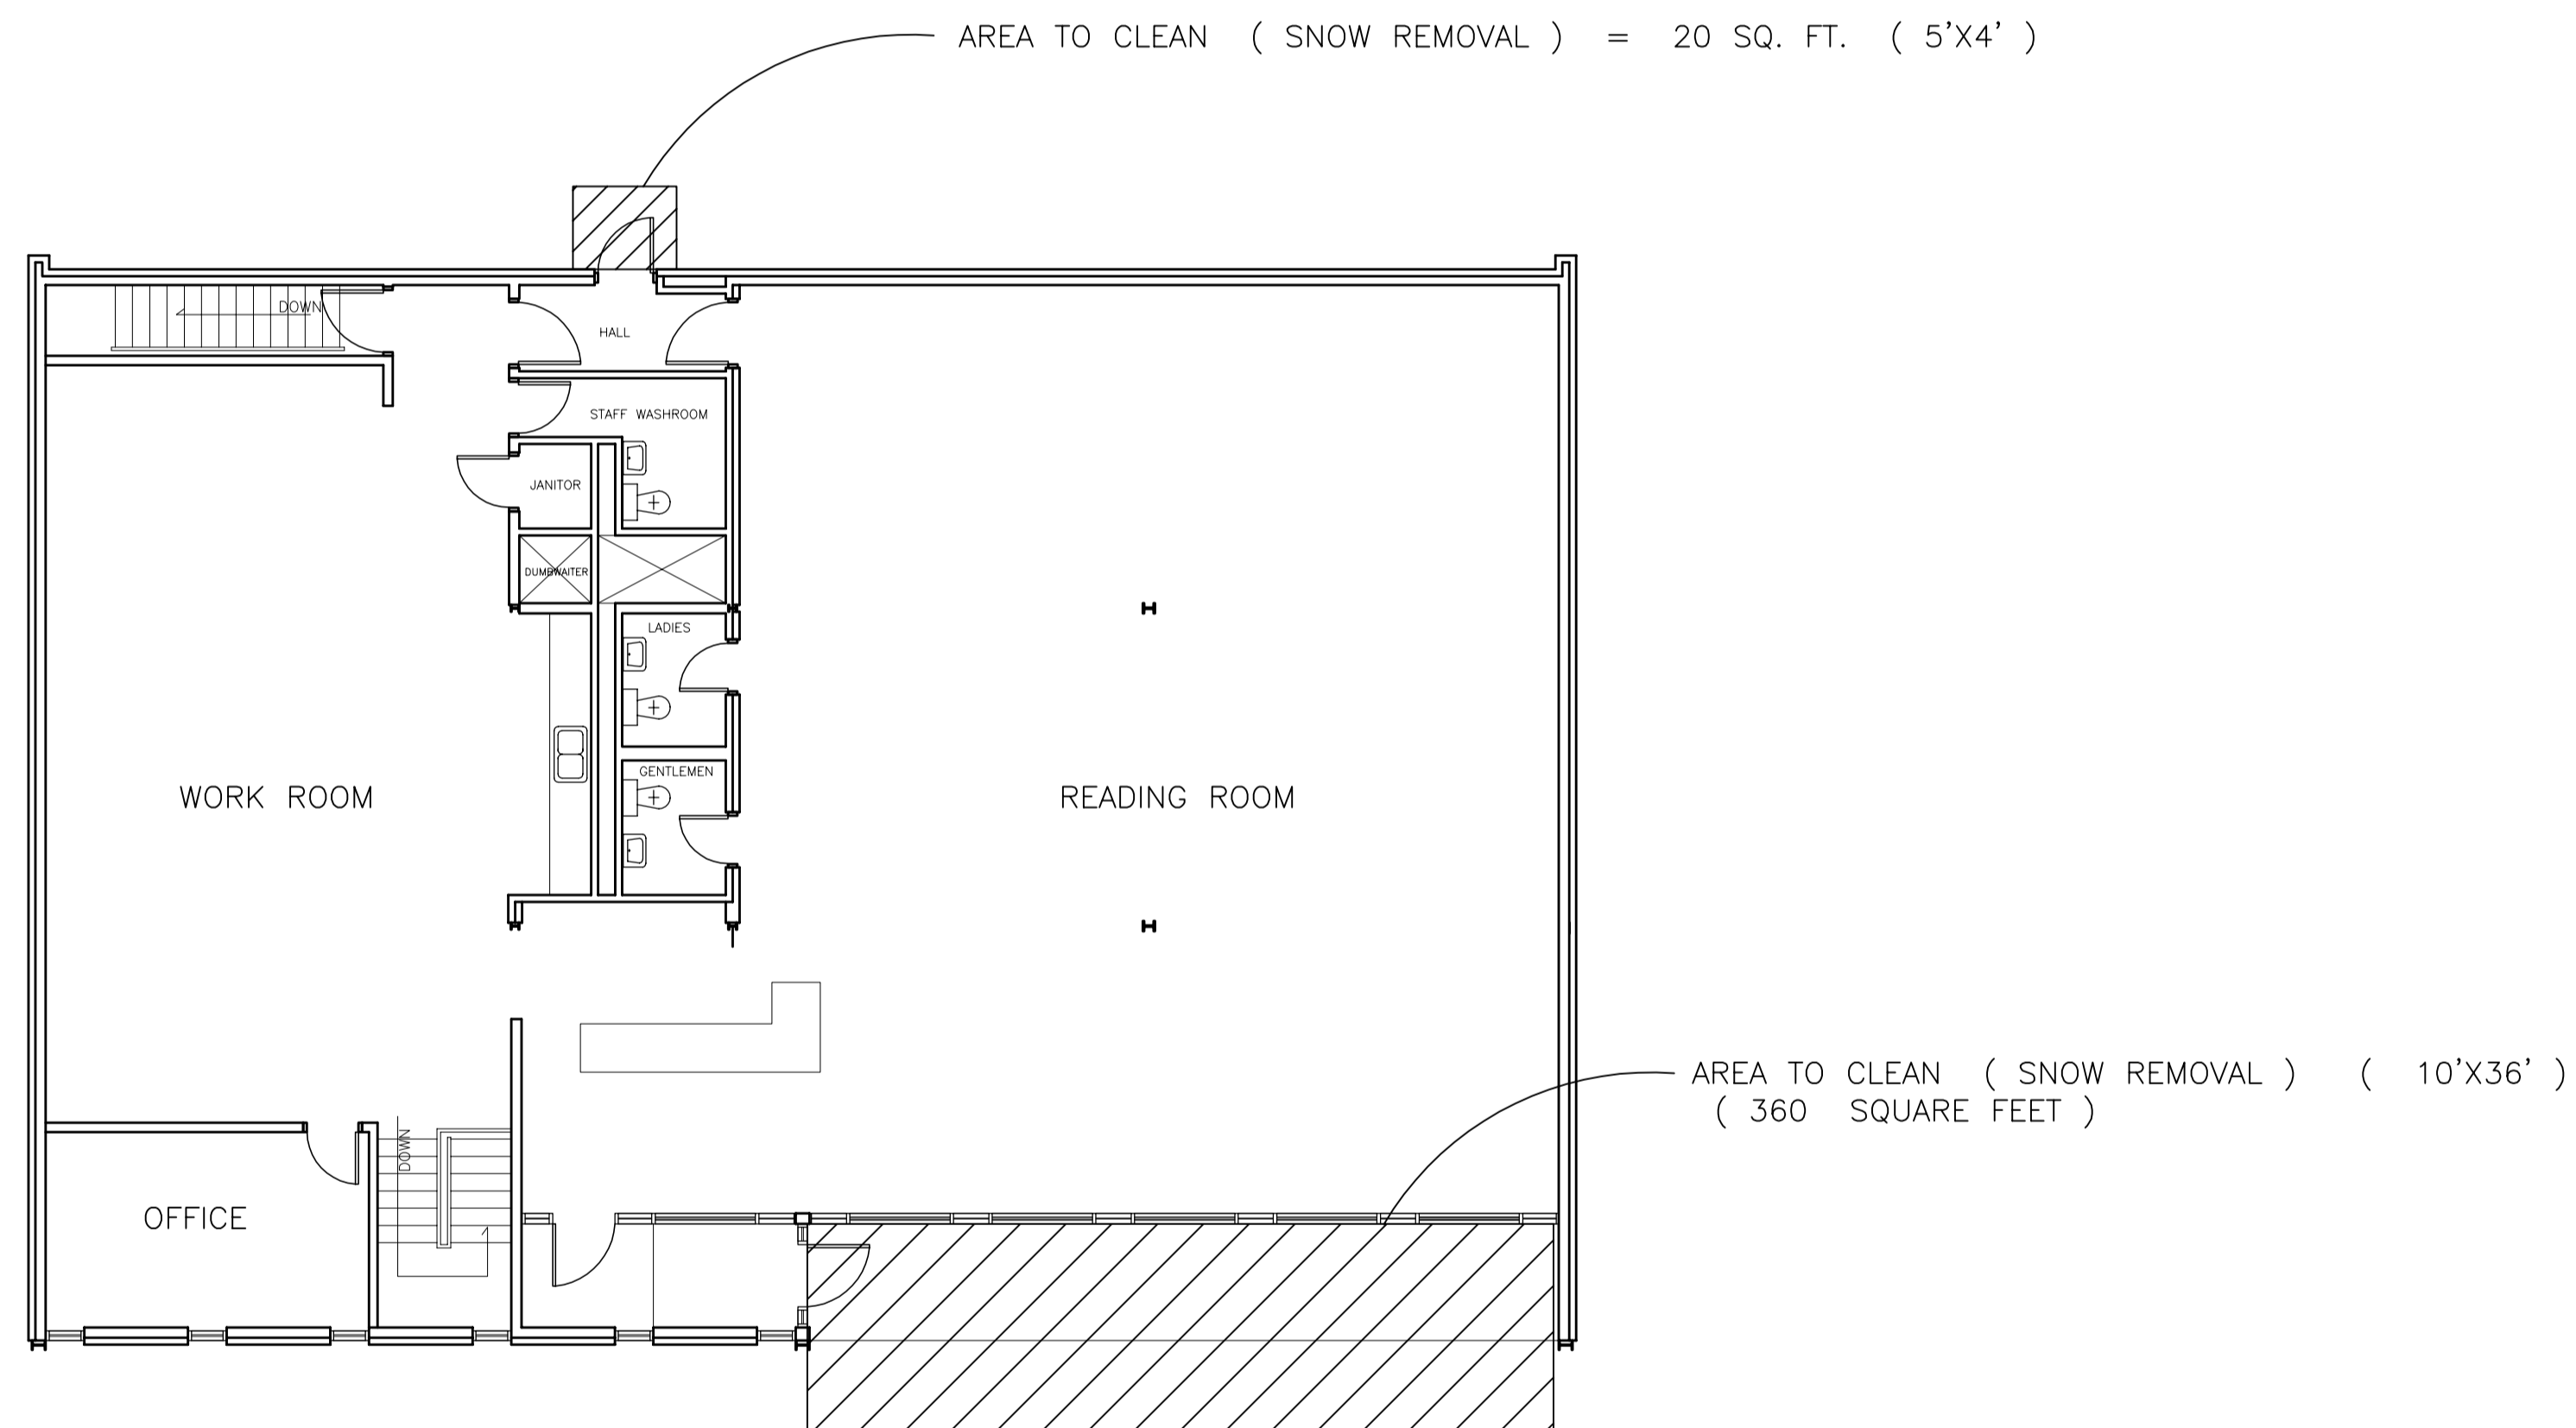 AREA TO CLEAN ( SNOW REMOVAL ) = 20 SQ. FT. ( 5'X4' )
DOWN
HALL
STAFF WASHROOM
JANITOR
DUMBWAITER
LADIES
GENTLEMEN
WORK ROOM
READING ROOM
AREA TO CLEAN ( SNOW REMOVAL ) ( 10'X36' )
( 360 SQUARE FEET )
DOWN
OFFICE